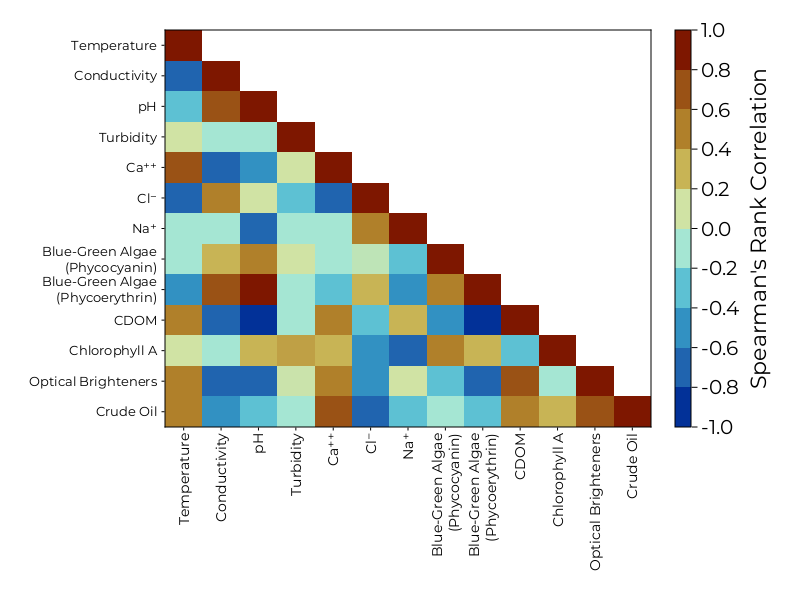 Temperature
Conductivity
pH
Turbidity
Ca⁺⁺
Cl⁻
Na⁺
Blue-Green Algae
(Phycocyanin)
Blue-Green Algae
(Phycoerythrin)
CDOM
Chlorophyll A
Optical Brighteners
Crude Oil
Temperature
Conductivity
pH
Turbidity
Ca⁺⁺
Cl⁻
Na⁺
Blue-Green Algae
(Phycocyanin)
Blue-Green Algae
(Phycoerythrin)
CDOM
Chlorophyll A
Optical Brighteners
Crude Oil
1.0
0.8
0.6
0.4
0.2
0.0
-0.2
-0.4
-0.6
-0.8
-1.0
Spearman's Rank Correlation